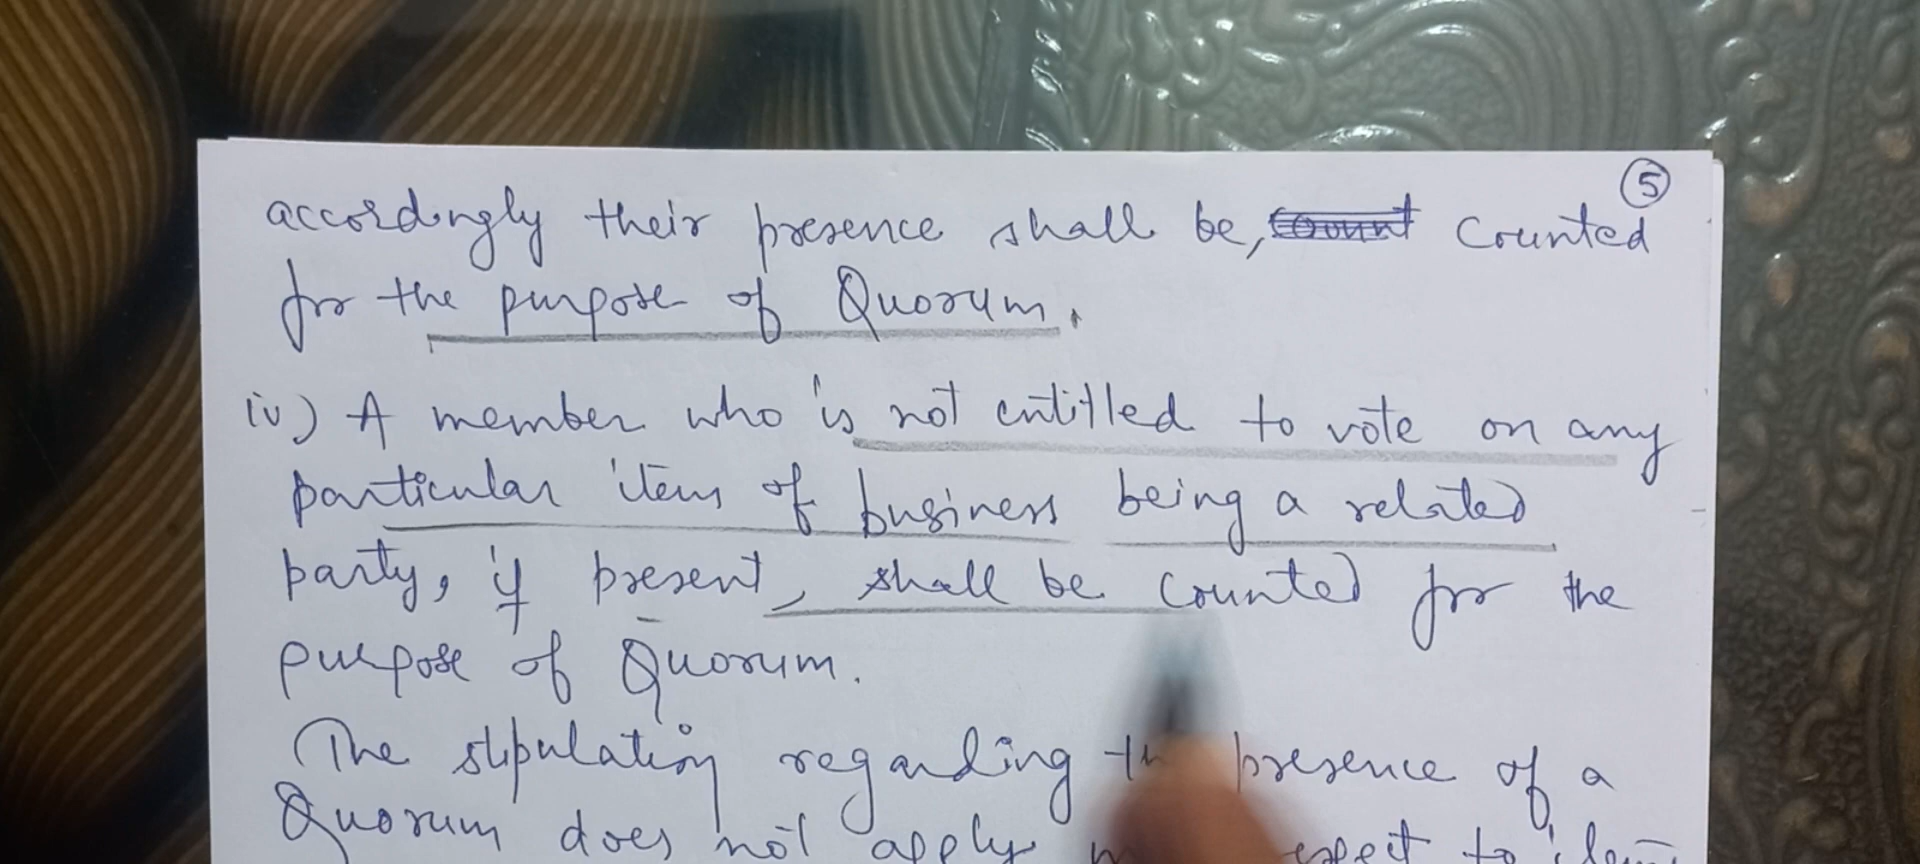 5
accordingly their presence shall be, Counted
for the purpose of Quorum.
iv) A member who is not entitled to vote on any
particular item of business being a related
party, if present, shall be counted for the
purpose of Quorum.
The stipulation regarding presence of a
Quorum does not apply to